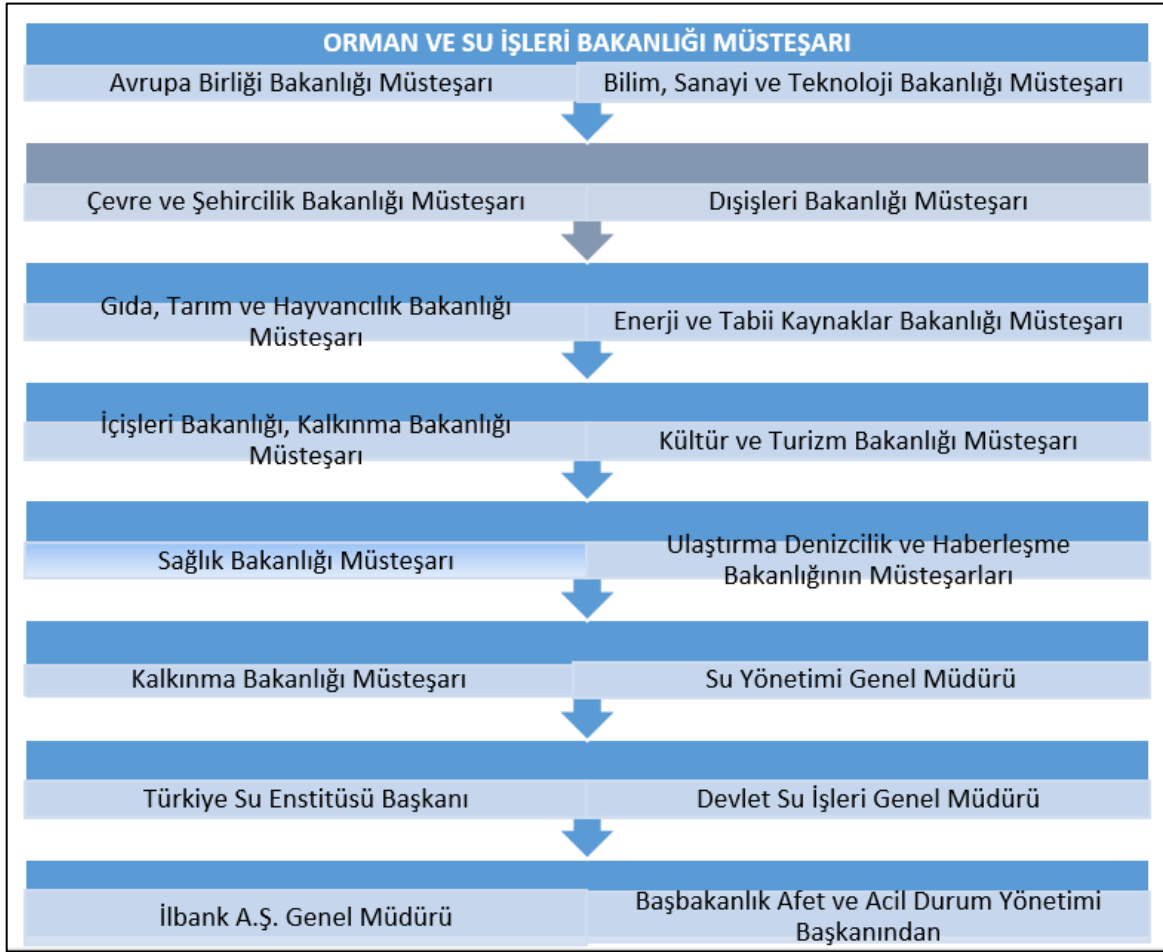 ORMAN VE SU İŞLERİ BAKANLIĞI MÜSTEŞARI
Avrupa Birliği Bakanlığı Müsteşarı
Bilim, Sanayi ve Teknoloji Bakanlığı Müsteşarı
Çevre ve Şehircilik Bakanlığı Müsteşarı
Dışişleri Bakanlığı Müsteşarı
Gıda, Tarım ve Hayvancılık Bakanlığı
Müsteşarı
Enerji ve Tabii Kaynaklar Bakanlığı Müsteşarı
İçişleri Bakanlığı, Kalkınma Bakanlığı
Müsteşarı
Kültür ve Turizm Bakanlığı Müsteşarı
Sağlık Bakanlığı Müsteşarı
Ulaştırma Denizcilik ve Haberleşme
Bakanlığının Müsteşarları
Kalkınma Bakanlığı Müsteşarı
Su Yönetimi Genel Müdürü
Türkiye Su Enstitüsü Başkanı
Devlet Su İşleri Genel Müdürü
İlbank A.Ş. Genel Müdürü
Başbakanlık Afet ve Acil Durum Yönetimi
Başkanından